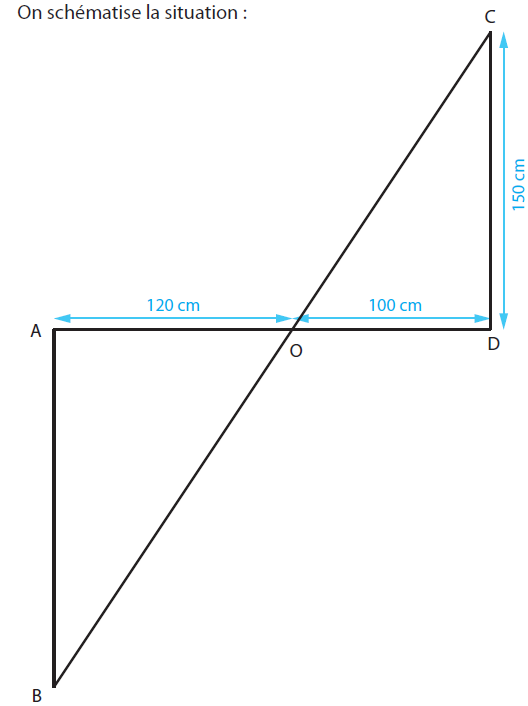 On schématise la situation :
C
150 cm
120 cm
100 cm
A
O
D
B